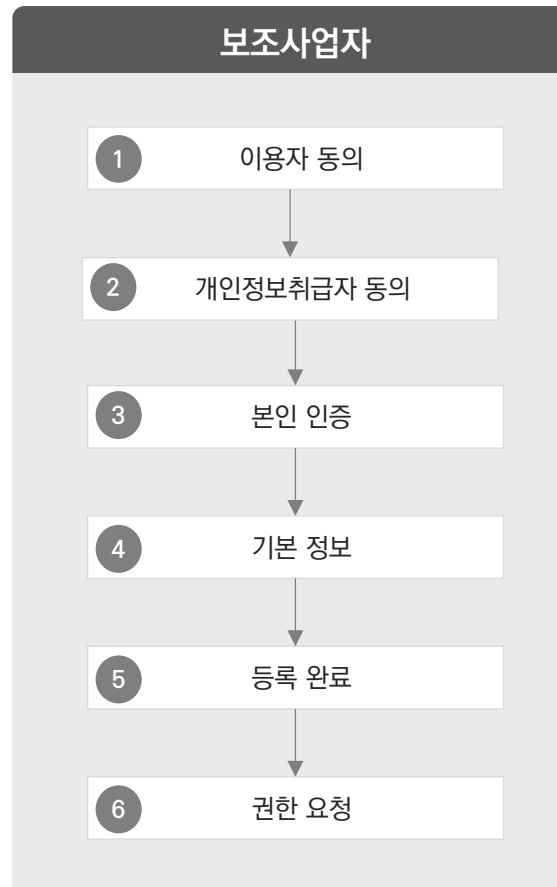 보조사업자
1 이용자 동의
2 개인정보취급자 동의
3 본인 인증
4 기본 정보
5 등록 완료
6 권한 요청